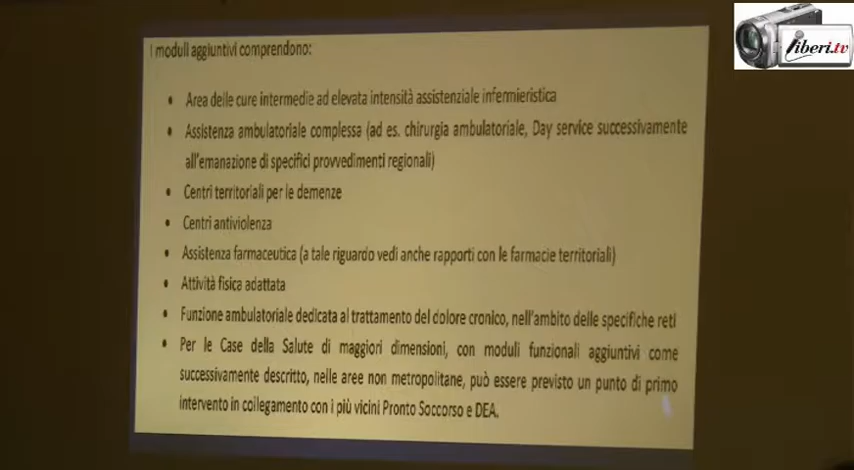 I moduli aggiuntivi comprendono:
• Area delle cure intermedie ad elevata intensità assistenziale infermieristica
• Assistenza ambulatoriale complessa (ad es. chirurgia ambulatoriale, Day service successivamente
all'emanazione di specifici provvedimenti regionali)
• Centri territoriali per le demenze
• Centri antiviolenza
• Assistenza farmaceutica (a tale riguardo vedi anche rapporti con le farmacie territoriali)
• Attività fisica adattata
• Funzione ambulatoriale dedicata al trattamento del dolore cronico, nell'ambito delle specifiche reti
• Per le Case della Salute di maggiori dimensioni, con moduli funzionali aggiuntivi come
successivamente descritto, nelle aree non metropolitane, può essere previsto un punto di primo
intervento in collegamento con i più vicini Pronto Soccorso e DEA.
liberi.tv